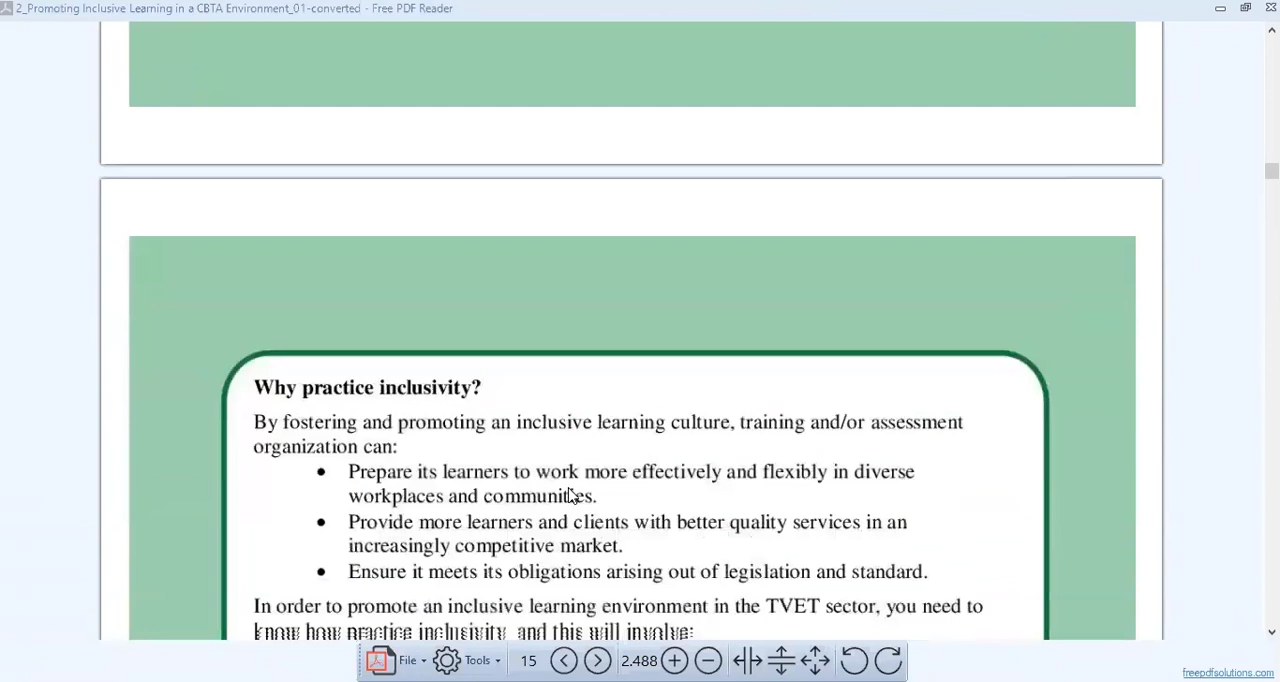 2_Promoting Inclusive Learning in a CBTA Environment_01-converted - Free PDF Reader
Why practice inclusivity?
By fostering and promoting an inclusive learning culture, training and/or assessment
organization can:
• Prepare its learners to work more effectively and flexibly in diverse
workplaces and communities.
• Provide more learners and clients with better quality services in an
increasingly competitive market.
• Ensure it meets its obligations arising out of legislation and standard.
In order to promote an inclusive learning environment in the TVET sector, you need to
know how practice inclusivity and this will involve:
File Tools 15 2.488
freepdfsolutions.com